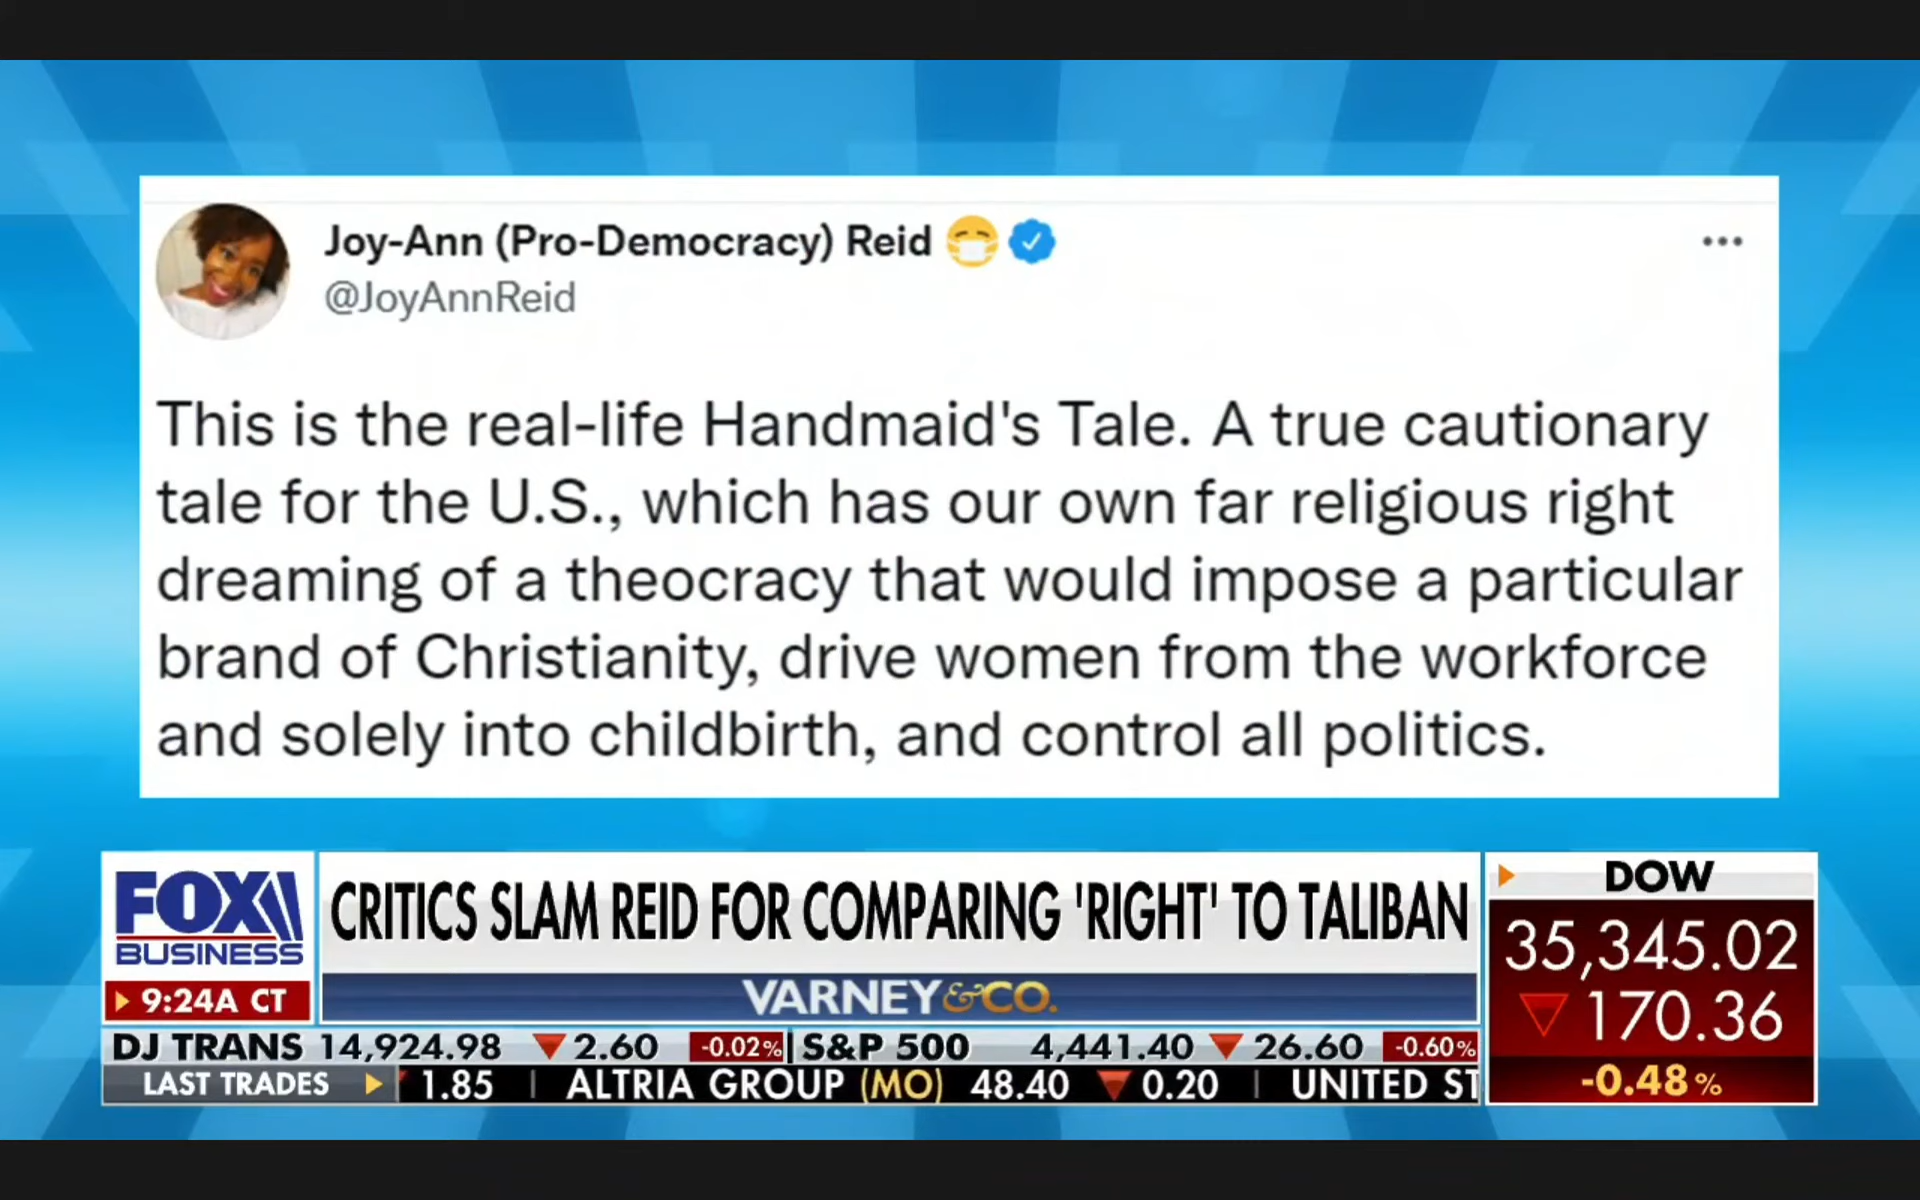 Joy-Ann (Pro-Democracy) Reid
@JoyAnnReid
This is the real-life Handmaid's Tale. A true cautionary
tale for the U.S., which has our own far religious right
dreaming of a theocracy that would impose a particular
brand of Christianity, drive women from the workforce
and solely into childbirth, and control all politics.
FOX
BUSINESS
9:24A CT
CRITICS SLAM REID FOR COMPARING 'RIGHT' TO TALIBAN
VARNEY & CO.
DOW
35,345.02
170.36
-0.48%
DJ TRANS 14,924.98 2.60 -0.02% S&P 500 4,441.40 26.60 -0.60%
LAST TRADES 1.85 | ALTRIA GROUP (MO) 48.40 0.20 | UNITED ST